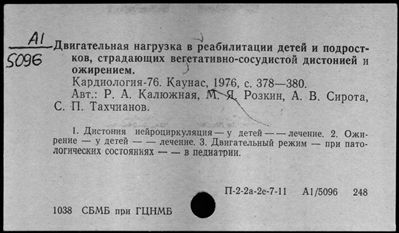 А1
5096
Двигательная нагрузка в реабилитации детей и подрост-
ков, страдающих вегетативно-сосудистой дистонией и
ожирением.
Кардиология-76. Каунас, 1976, с. 378—380.
Авт.: Р. А. Калюжная, М. Я. Розкин, А. В. Сирота,
С. П. Тахчианов.
1. Дистония нейроциркуляция — у детей — — лечение. 2. Ожи-
рение — у детей — — лечение. 3. Двигательный режим — при пато-
логических состояниях — — в педиатрии.
П-2-2а-2е-7-11 А1/5096 248
1038 СБМБ при ГЦНМБ